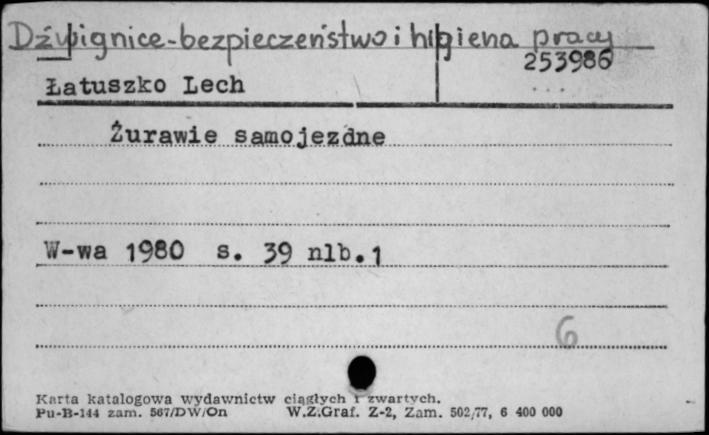 Dźwignice-bezpieczeństwo i higiena pracy
253986
Łatuszko Lech
Żurawie samojezdne
W-wa 1980 s. 39 nlb.1
6
Karta katalogowa wydawnictw ciągłych i zwartych.
Pu-B-144 zam. 567/DW/On W.Z.Graf. Z-2, Zam. 502/77, 6 400 000